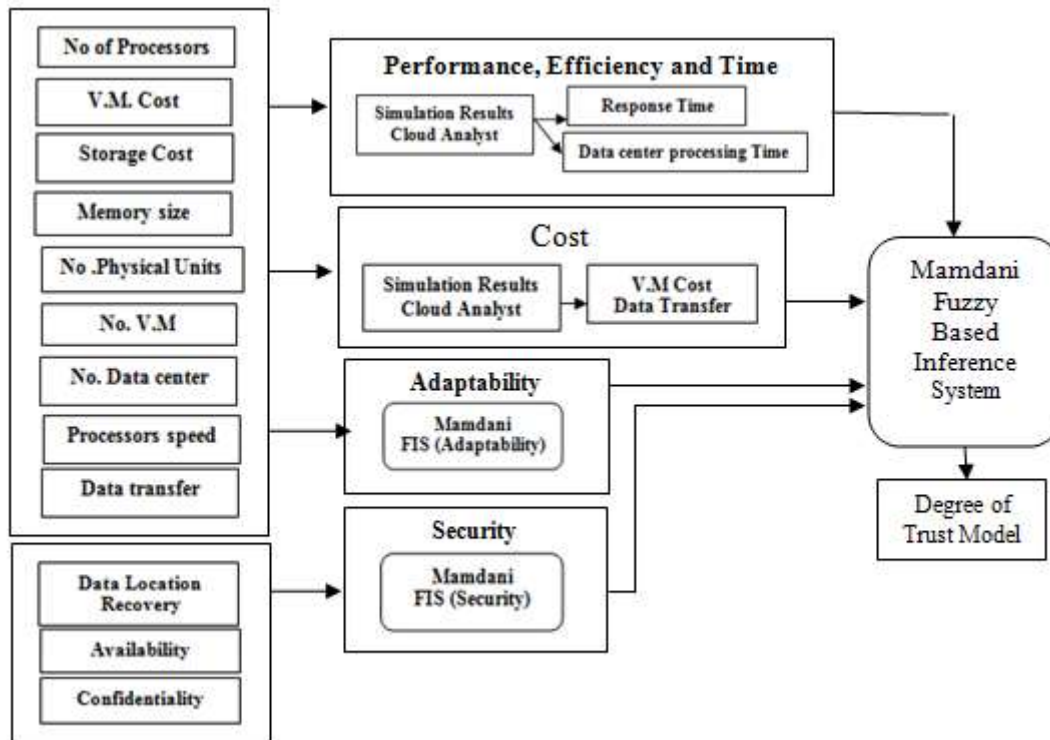 No of Processors
V.M. Cost
Storage Cost
Memory size
No .Physical Units
No. V.M
No. Data center
Processors speed
Data transfer
Data Location
Recovery
Availability
Confidentiality
Performance, Efficiency and Time
Simulation Results
Cloud Analyst
Response Time
Data center processing Time
Cost
Simulation Results
Cloud Analyst
V.M Cost
Data Transfer
Adaptability
Mamdani
FIS (Adaptability)
Security
Mamdani
FIS (Security)
Mamdani
Fuzzy
Based
Inference
System
Degree of
Trust Model